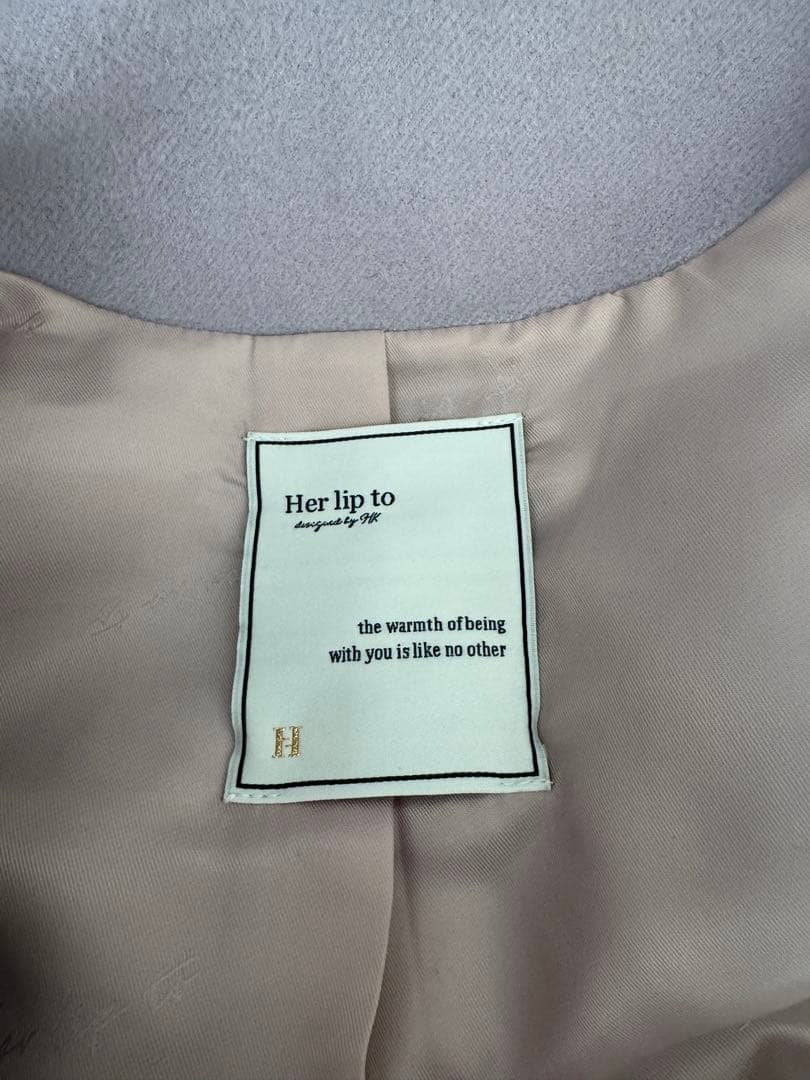 Her lip to
designed by HK
the warmth of being
with you is like no other
H